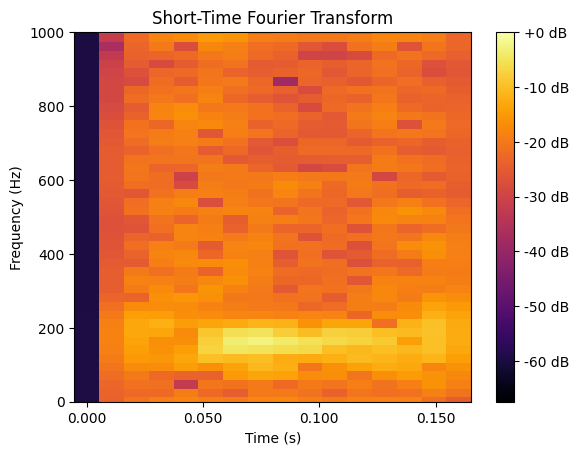 Short-Time Fourier Transform
1000
800
600
400
200
0
Frequency (Hz)
0.000
0.050
0.100
0.150
Time (s)
+0 dB
-10 dB
-20 dB
-30 dB
-40 dB
-50 dB
-60 dB